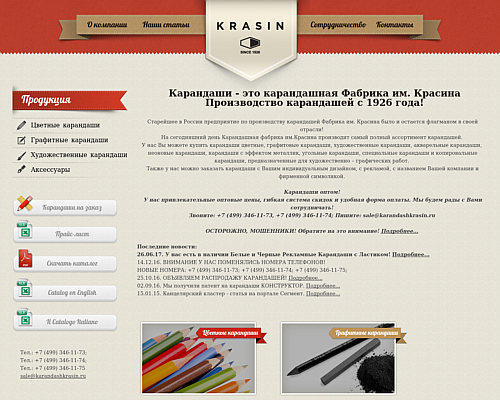 О компании
Наши статьи
KRASIN
SINCE 1926
Сотрудничество
Контакты
Продукция
Цветные карандаши
Графитные карандаши
Художественные карандаши
Аксессуары
Карандаши на заказ
Прайс-лист
Скачать каталог
Catalog en English
Il Catalogo Italiano
Тел.: +7 (499) 346-11-73;
Тел.: +7 (499) 346-11-74;
Тел.: +7 (499) 346-11-75
sale@karandashkrasin.ru
Карандаши - это карандашная Фабрика им. Красина
Производство карандашей с 1926 года!
Старейшее в России предприятие по производству карандашей Фабрика им. Красина было и остается флагманом в своей
отрасли!
На сегодняшний день Карандашная фабрика им.Красина производит самый полный ассортимент карандашей.
У нас Вы можете купить карандаши цветные, графитовые карандаши, художественные карандаши, акварельные карандаши,
неоновые карандаши, карандаши с эффектом металлик, угольные карандаши, специальные карандаши и копировальные
карандаши, предназначенные для художественно - графических работ.
Также у нас можно заказать карандаши с Вашим индивидуальным дизайном, с рекламой, с названием Вашей компании и
фирменной символикой.
Карандаши оптом!
У нас привлекательные оптовые цены, гибкая система скидок и удобная форма оплаты. Мы будем рады с Вами
сотрудничать!
Звоните: +7 (499) 346-11-73, +7 (499) 346-11-74; Пишите: sale@karandashkrasin.ru
ОСТОРОЖНО, МОШЕННИКИ! Обратите на это внимание! Подробнее...
Последние новости:
26.06.17. У нас есть в наличии Белые и Черные Рекламные Карандаши с Ластиком! Подробнее...
14.12.16. ВНИМАНИЕ У НАС ПОМЕНЯЛИСЬ НОМЕРА ТЕЛЕФОНОВ!
НОВЫЕ НОМЕРА: +7 (499) 346-11-73; +7 (499) 346-11-74; +7 (499) 346-11-75;
25.10.16. ОБЪЯВЛЯЕМ РАСПРОДАЖУ КАРАНДАШЕЙ! Подробнее...
02.09.16. Мы получили патент на карандаши КОНСТРУКТОР! Подробнее...
15.01.15. Канцелярский кластер - статья на портале Сегмент. Подробнее...
Цветные карандаши
Графитные карандаши